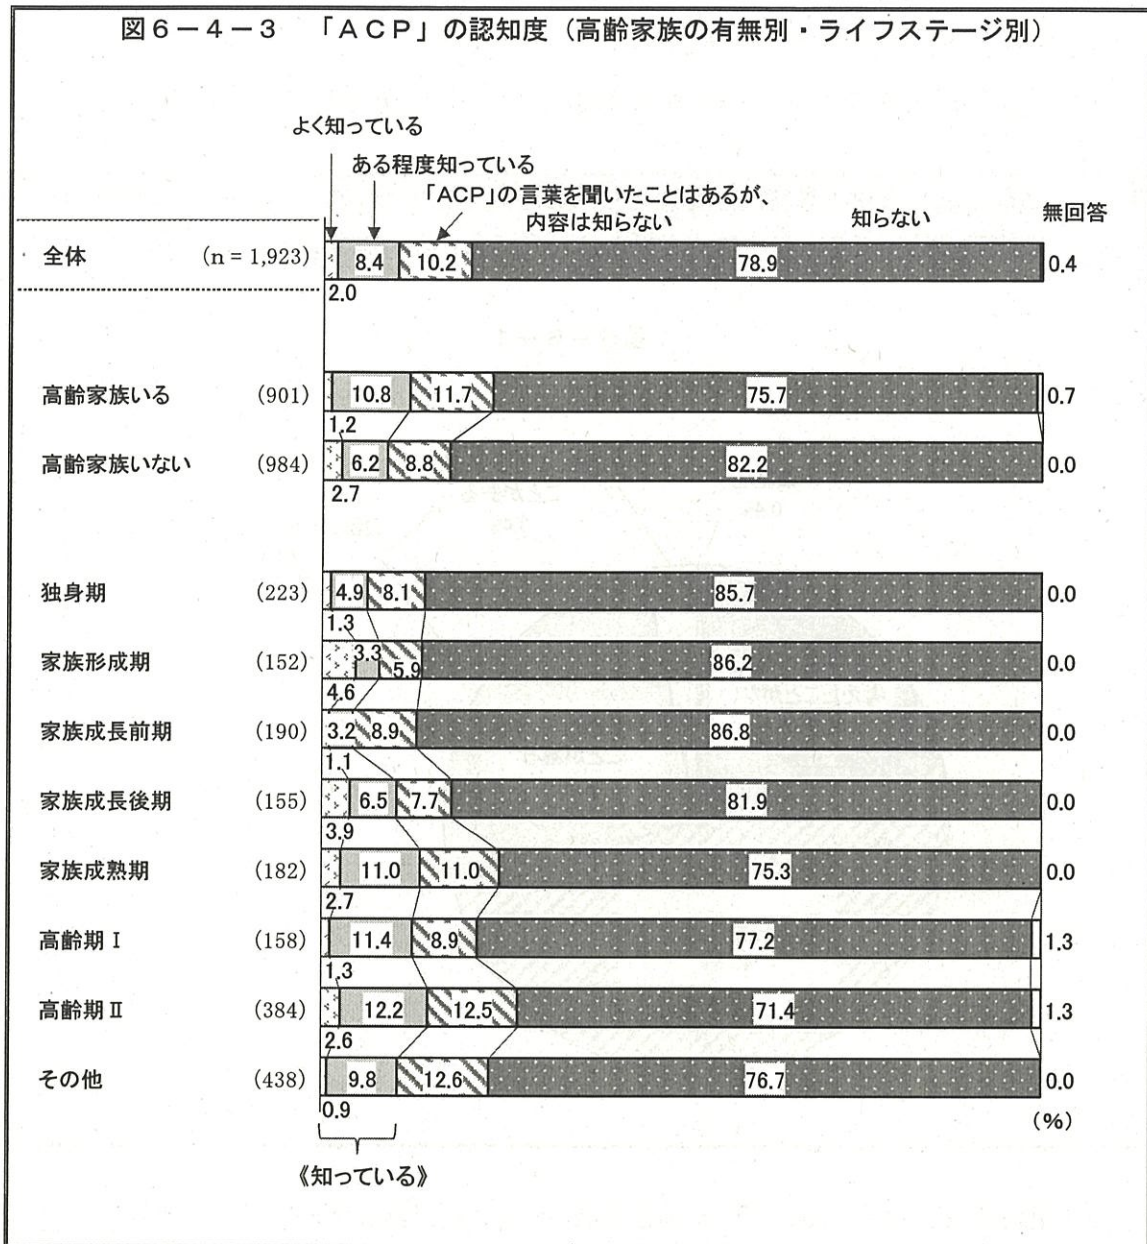 図6-4-3 「ACP」の認知度（高齢家族の有無別・ライフステージ別）
よく知っている
ある程度知っている
「ACP」の言葉を聞いたことはあるが、
内容は知らない 知らない 無回答
全体 (n = 1,923) 8.4 10.2 78.9 0.4
2.0
高齢家族いる (901) 10.8 11.7 75.7 0.7
1.2
高齢家族いない (984) 6.2 8.8 82.2 0.0
2.7
独身期 (223) 4.9 8.1 85.7 0.0
1.3
家族形成期 (152) 3.3 5.9 86.2 0.0
4.6
家族成長前期 (190) 3.2 8.9 86.8 0.0
1.1
家族成長後期 (155) 6.5 7.7 81.9 0.0
3.9
家族成熟期 (182) 11.0 11.0 75.3 0.0
2.7
高齢期Ⅰ (158) 11.4 8.9 77.2 1.3
1.3
高齢期Ⅱ (384) 12.2 12.5 71.4 1.3
2.6
その他 (438) 9.8 12.6 76.7 0.0
0.9
(%)
《知っている》